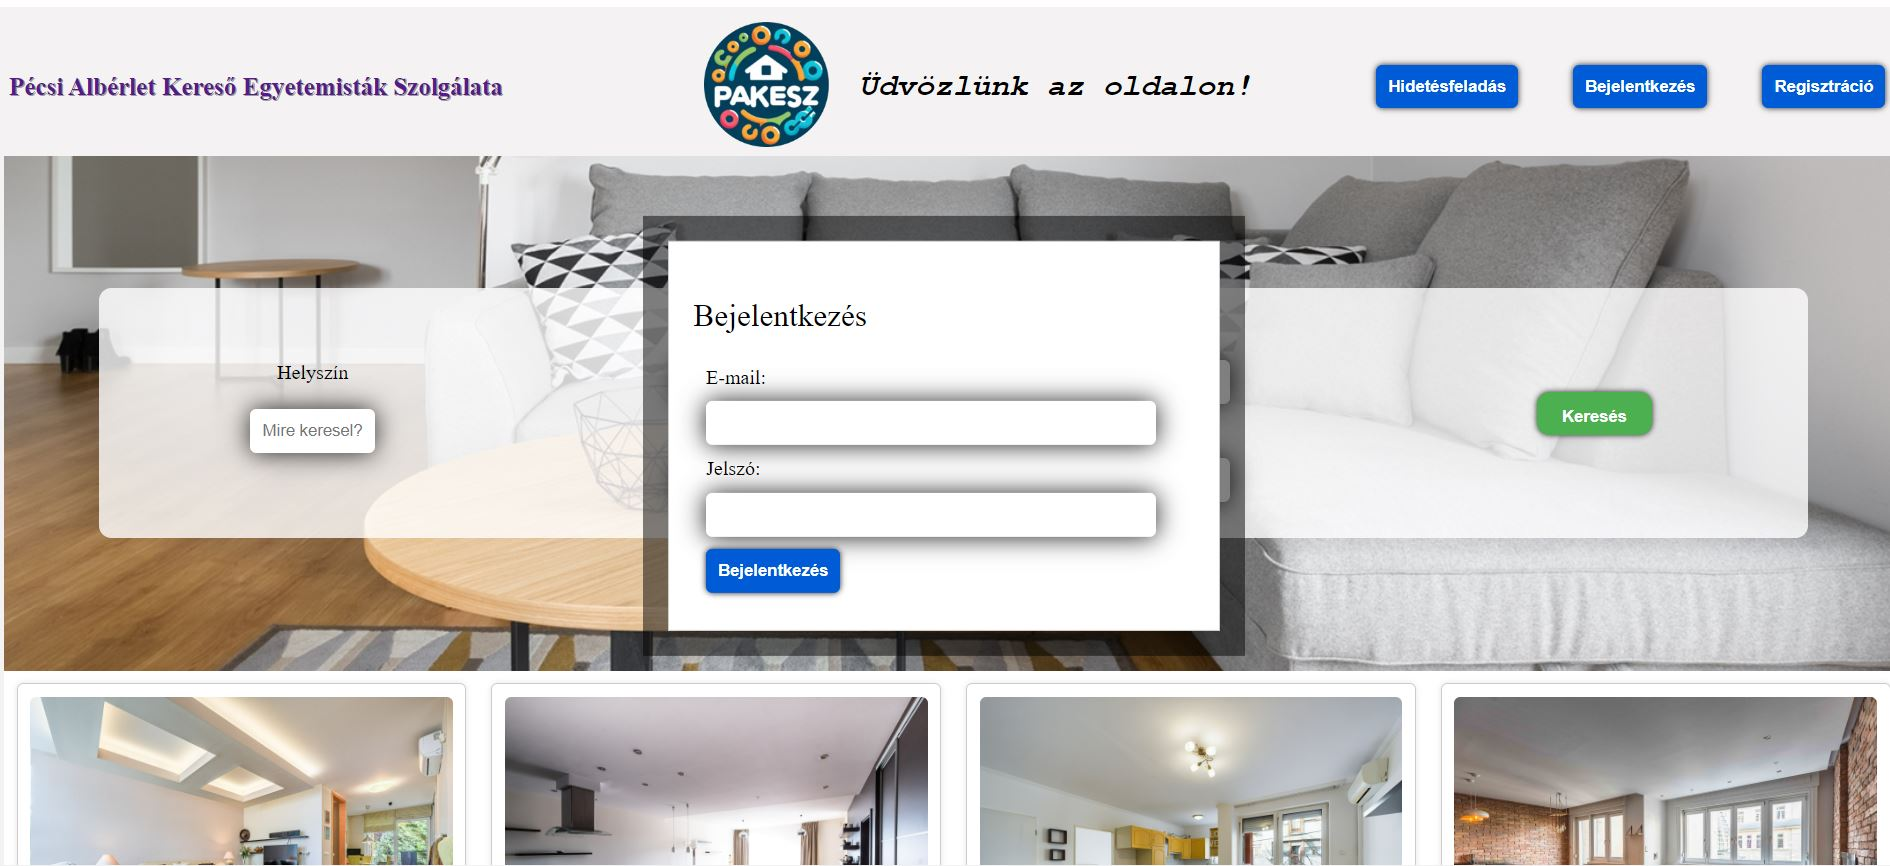 Pécsi Albérlet Kereső Egyetemisták Szolgálata
PAKESZ
Üdvözlünk az oldalon!
Hidetésfeladás
Bejelentkezés
Regisztráció
Bejelentkezés
Helyszín
Mire keresel?
E-mail:
Jelszó:
Bejelentkezés
Keresés